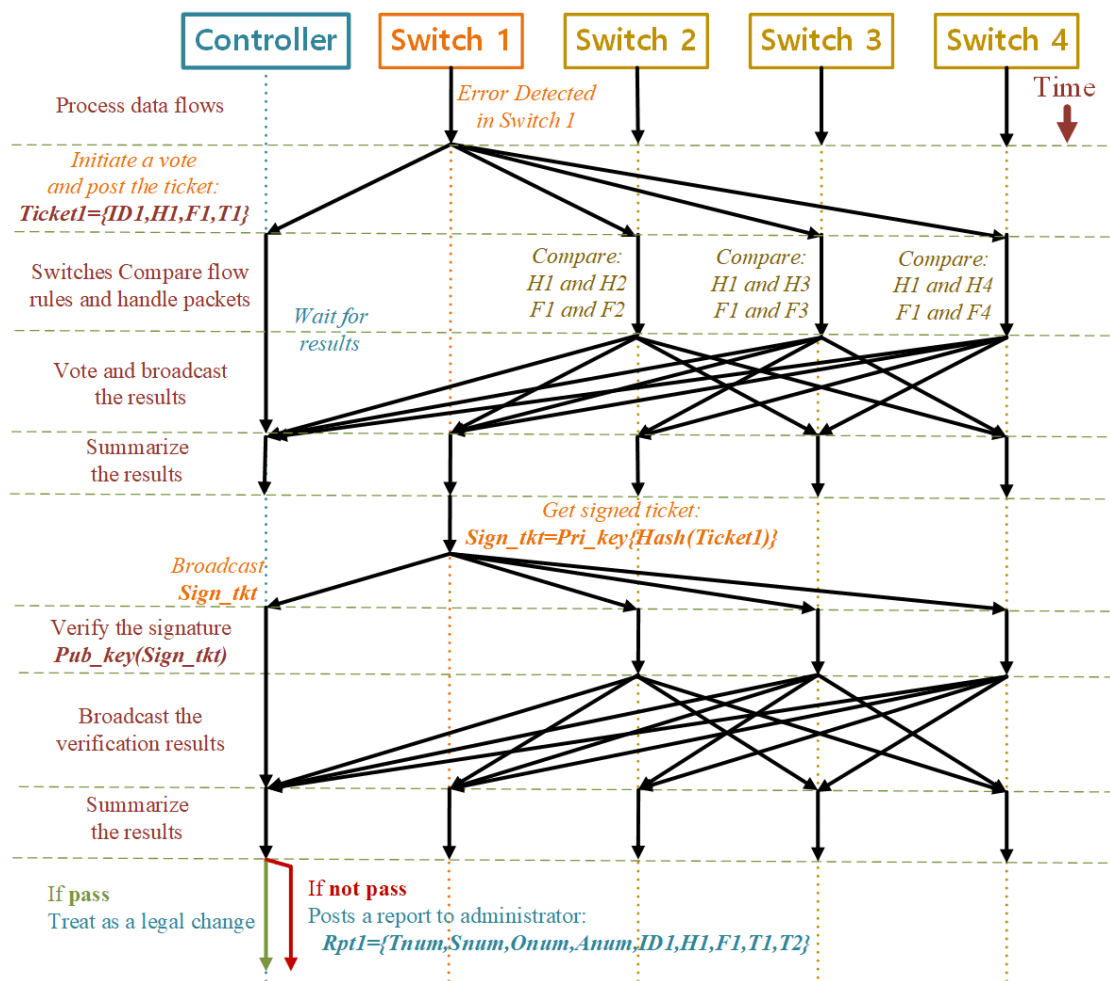 Controller
Switch 1
Switch 2
Switch 3
Switch 4
Process data flows
Error Detected
in Switch 1
Time
Initiate a vote
and post the ticket:
Ticket1={ID1,H1,F1,T1}
Switches Compare flow
rules and handle packets
Compare:
H1 and H2
F1 and F2
Compare:
H1 and H3
F1 and F3
Compare:
H1 and H4
F1 and F4
Wait for
results
Vote and broadcast
the results
Summarize
the results
Get signed ticket:
Sign_tkt=Pri_key{Hash(Ticket1)}
Broadcast
Sign_tkt
Verify the signature
Pub_key(Sign_tkt)
Broadcast the
verification results
Summarize
the results
If pass
Treat as a legal change
If not pass
Posts a report to administrator:
Rpt1={Tnum,Snum,Onum,Anum,ID1,H1,F1,T1,T2}